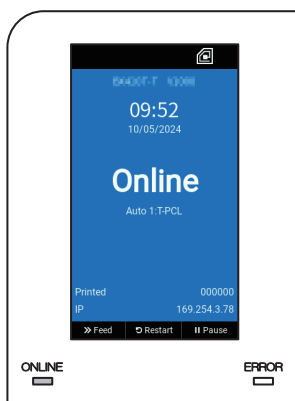 09:52
10/05/2024
Online
Auto 1:T-PCL
Printed 000000
IP 169.254.3.78
Feed Restart Pause
ONLINE ERROR